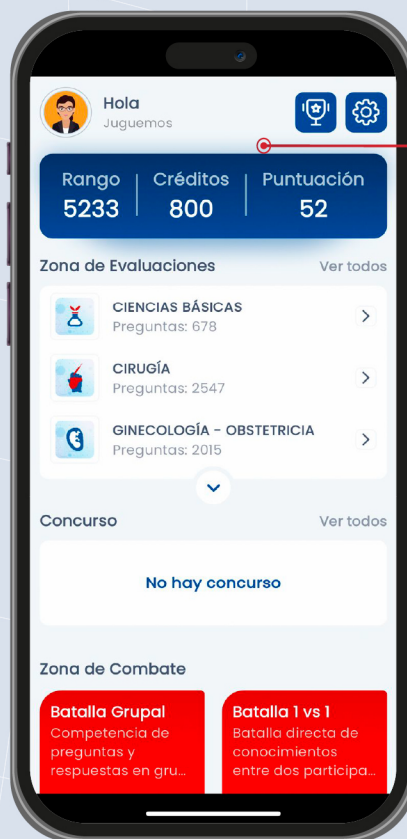 Hola
Juguemos
Rango Créditos Puntuación
5233 800 52
Zona de Evaluaciones Ver todos
CIENCIAS BÁSICAS
Preguntas: 678
CIRUGÍA
Preguntas: 2547
GINECOLOGÍA - OBSTETRICIA
Preguntas: 2015
Concurso Ver todos
No hay concurso
Zona de Combate
Batalla Grupal
Competencia de
preguntas y
respuestas en gru...
Batalla 1 vs 1
Batalla directa de
conocimientos
entre dos participa...